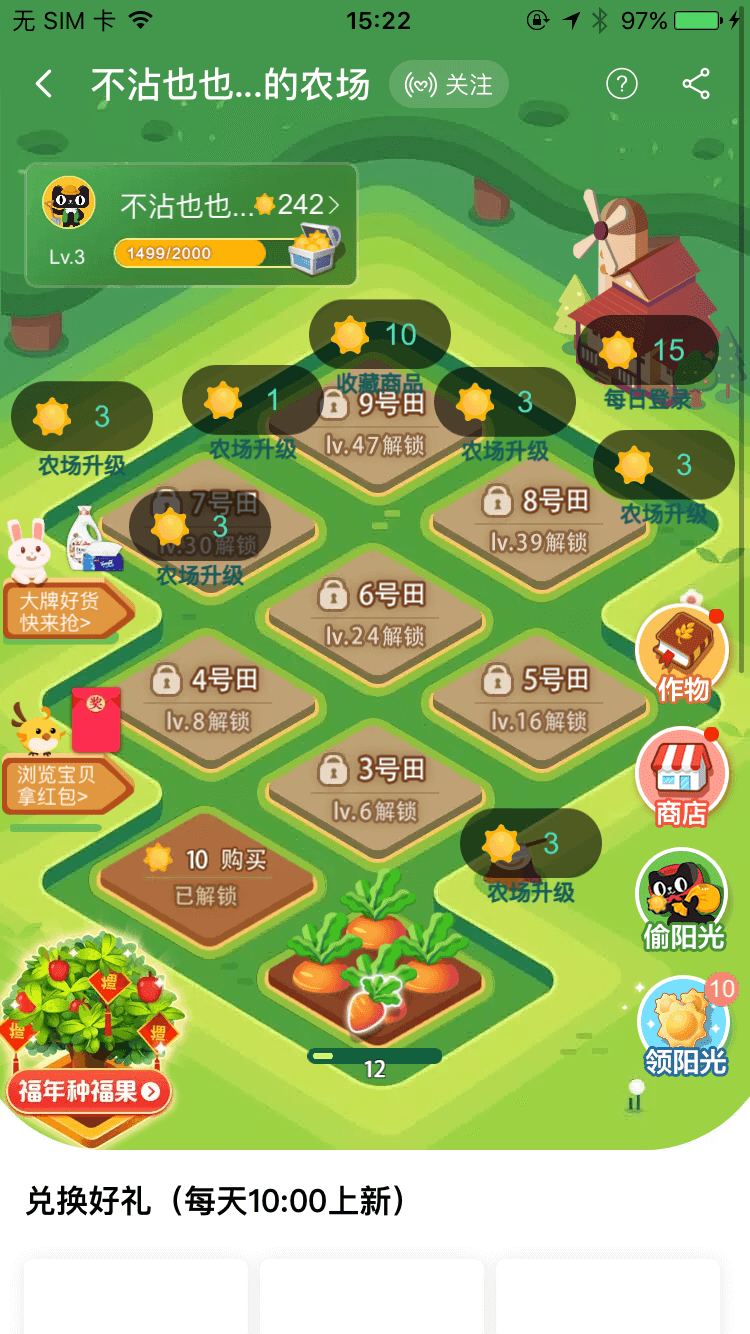 无 SIM 卡
15:22
97%
不沾也也...的农场
关注
不沾也也...
242
Lv.3
1499/2000
10
收藏商品
15
每日登录
3
农场升级
1
农场升级
3
农场升级
3
农场升级
3
农场升级
9号田
lv.47解锁
7号田
lv.30解锁
8号田
lv.39解锁
6号田
lv.24解锁
4号田
lv.8解锁
5号田
lv.16解锁
3号田
lv.6解锁
大牌好货
快来抢>
浏览宝贝
拿红包>
作物
商店
3
农场升级
10 购买
已解锁
偷阳光
10
领阳光
12
福年种福果
兑换好礼（每天10:00上新）